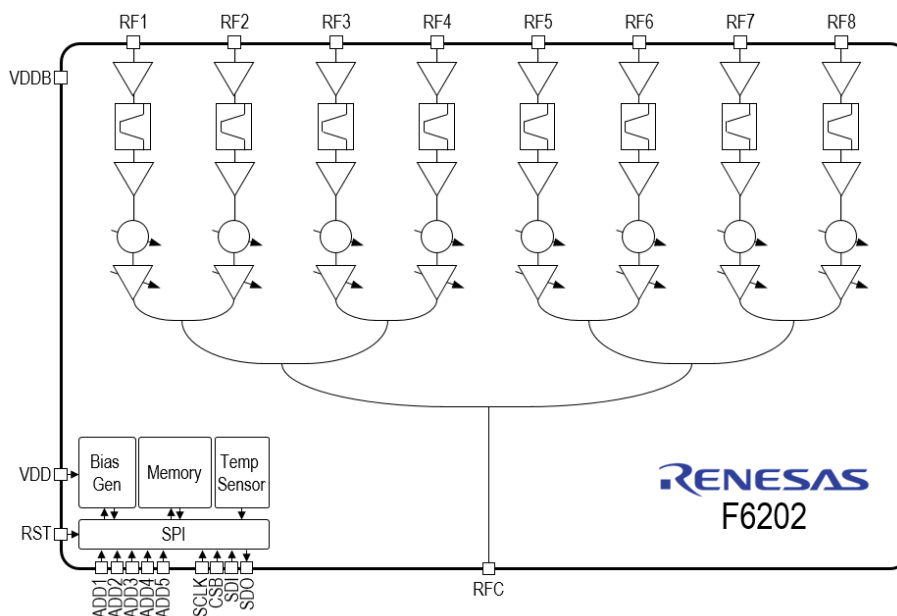 RF1 RF2 RF3 RF4 RF5 RF6 RF7 RF8
VDDB
VDD
Bias Gen
Memory
Temp Sensor
RENESAS
F6202
RST
SPI
ADD1
ADD2
ADD3
ADD4
ADD5
SCLK
CSB
SDI
SDO
RFC